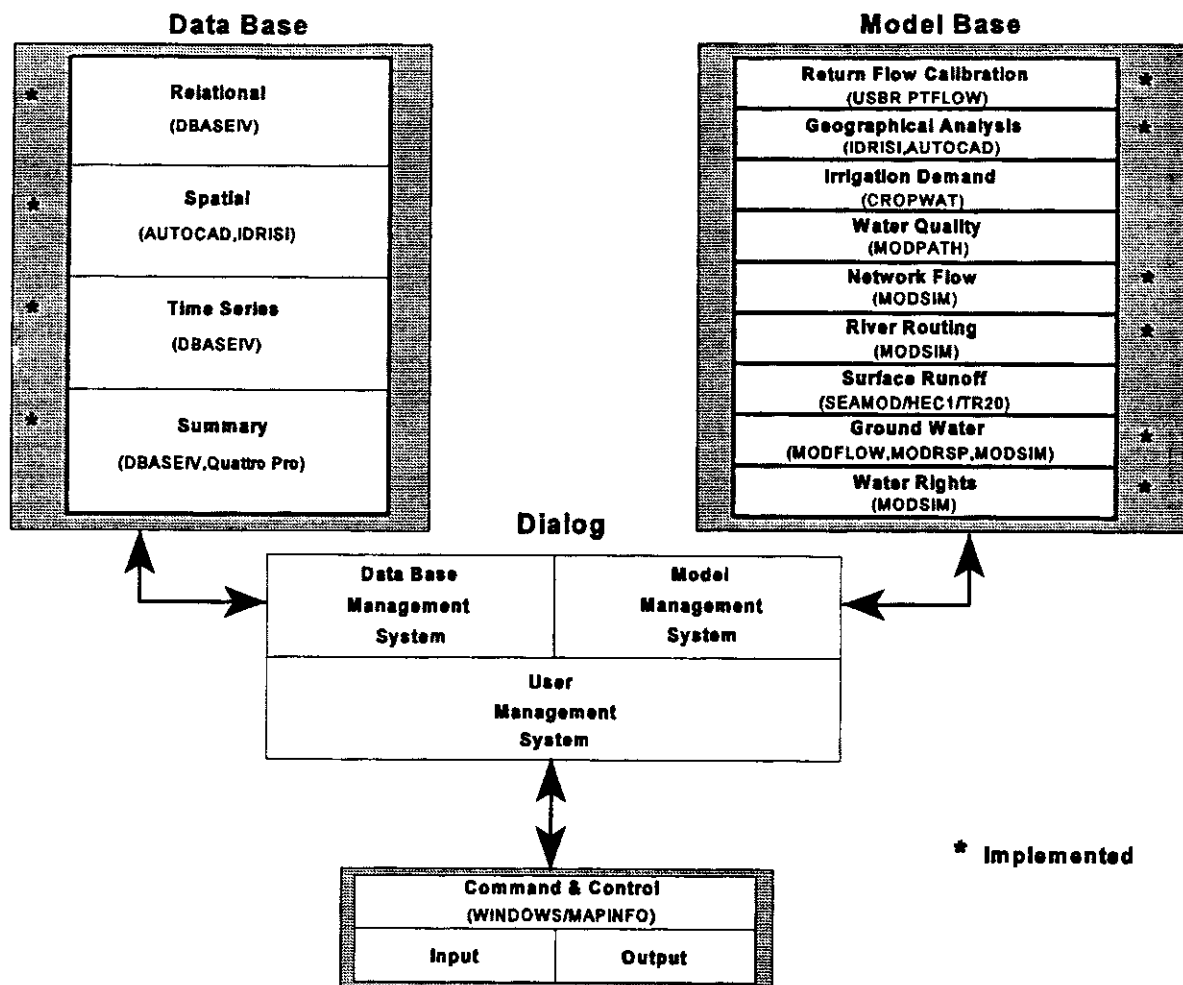 Data Base
*
Relational
(DBASEIV)
*
Spatial
(AUTOCAD,IDRISI)
*
Time Series
(DBASEIV)
*
Summary
(DBASEIV,Quattro Pro)
Model Base
Return Flow Calibration
*
(USBR PTFLOW)
Geographical Analysis
*
(IDRISI,AUTOCAD)
Irrigation Demand
(CROPWAT)
Water Quality
(MODPATH)
Network Flow
*
(MODSIM)
River Routing
*
(MODSIM)
Surface Runoff
(SEAMOD/HEC1/TR20)
Ground Water
*
(MODFLOW,MODRSP,MODSIM)
Water Rights
*
(MODSIM)
Dialog
Data Base
Management
System
Model
Management
System
User
Management
System
* Implemented
Command & Control
(WINDOWS/MAPINFO)
Input
Output